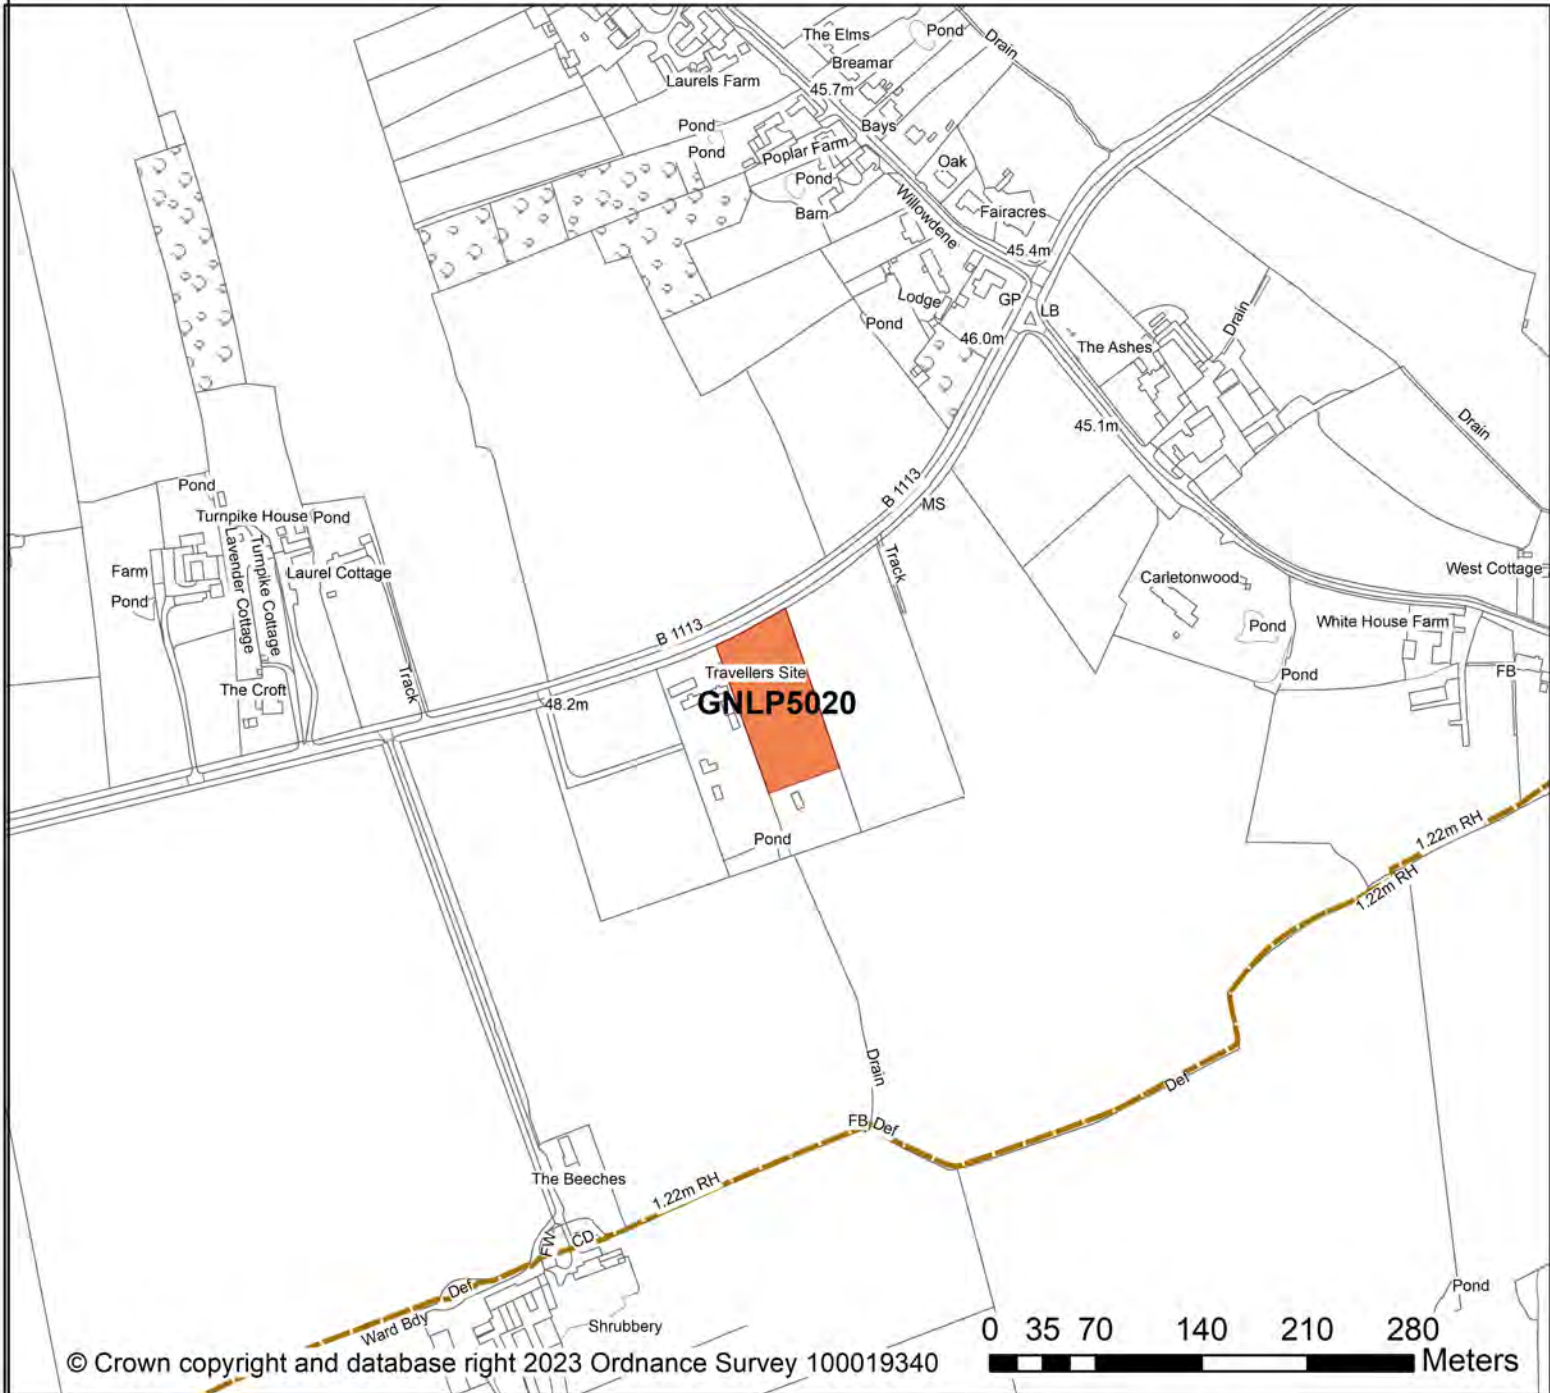 The Elms
Pond
Drain
Breamar
Laurels Farm
45.7m
Pond
Bays
Pond
Poplar Farm
Oak
Pond
Willowdene
Barn
Fairacres
45.4m
Lodge
GP
LB
Drain
Pond
46.0m
The Ashes
45.1m
Drain
B 1113
MS
Pond
Turnpike House
Pond
Lavender Cottage
Turnpike Cottage
Laurel Cottage
Farm
Pond
Track
West Cottage
Carletonwood
Pond
White House Farm
B 1113
Travellers Site
Pond
FB
The Croft
Track
48.2m
GNLP5020
Pond
1.22m RH
1.22m RH
Drain
Def
FB
Def
The Beeches
1.22m RH
FW
CD
Def
Ward Bdy
Shrubbery
Pond
0 35 70 140 210 280
Meters
© Crown copyright and database right 2023 Ordnance Survey 100019340